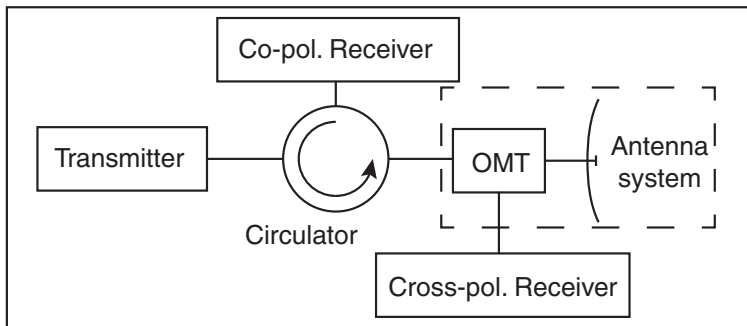 Co-pol. Receiver
Transmitter
OMT
Antenna
system
Circulator
Cross-pol. Receiver